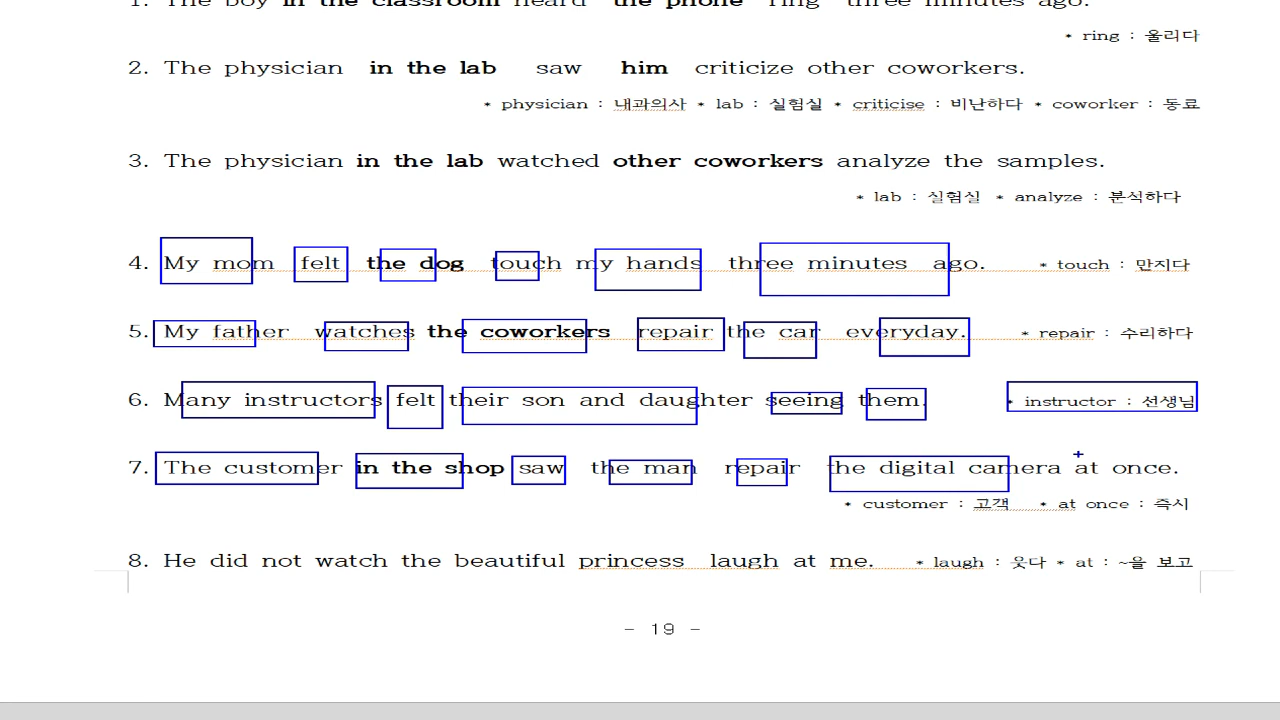 1. The boy in the classroom heard the phone ring three minutes ago.
* ring : 울리다
2. The physician in the lab saw him criticize other coworkers.
* physician : 내과의사 * lab : 실험실 * criticise : 비난하다 * coworker : 동료
3. The physician in the lab watched other coworkers analyze the samples.
* lab : 실험실 * analyze : 분석하다
4. My mom felt the dog touch my hands three minutes ago. * touch : 만지다
5. My father watches the coworkers repair the car everyday. * repair : 수리하다
6. Many instructors felt their son and daughter seeing them. * instructor : 선생님
7. The customer in the shop saw the man repair the digital camera at once.
* customer : 고객 * at once : 즉시
8. He did not watch the beautiful princess laugh at me. * laugh : 웃다 * at : ~을 보고
- 19 -